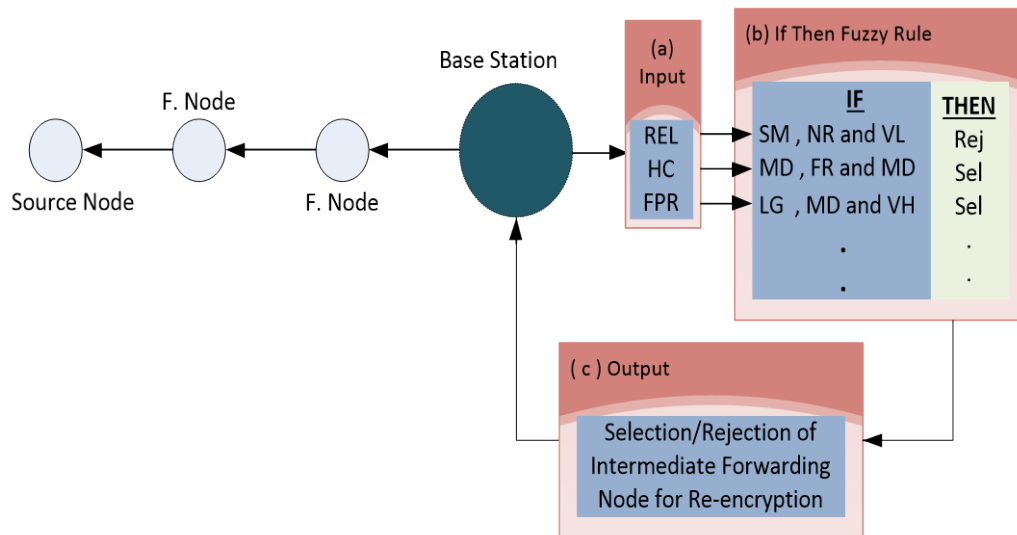 Base Station
F. Node
Source Node
F. Node
(a)
Input
REL
HC
FPR
(b) If Then Fuzzy Rule
IF
THEN
SM , NR and VL
Rej
MD , FR and MD
Sel
LG , MD and VH
Sel
.
.
.
.
( c ) Output
Selection/Rejection of
Intermediate Forwarding
Node for Re-encryption